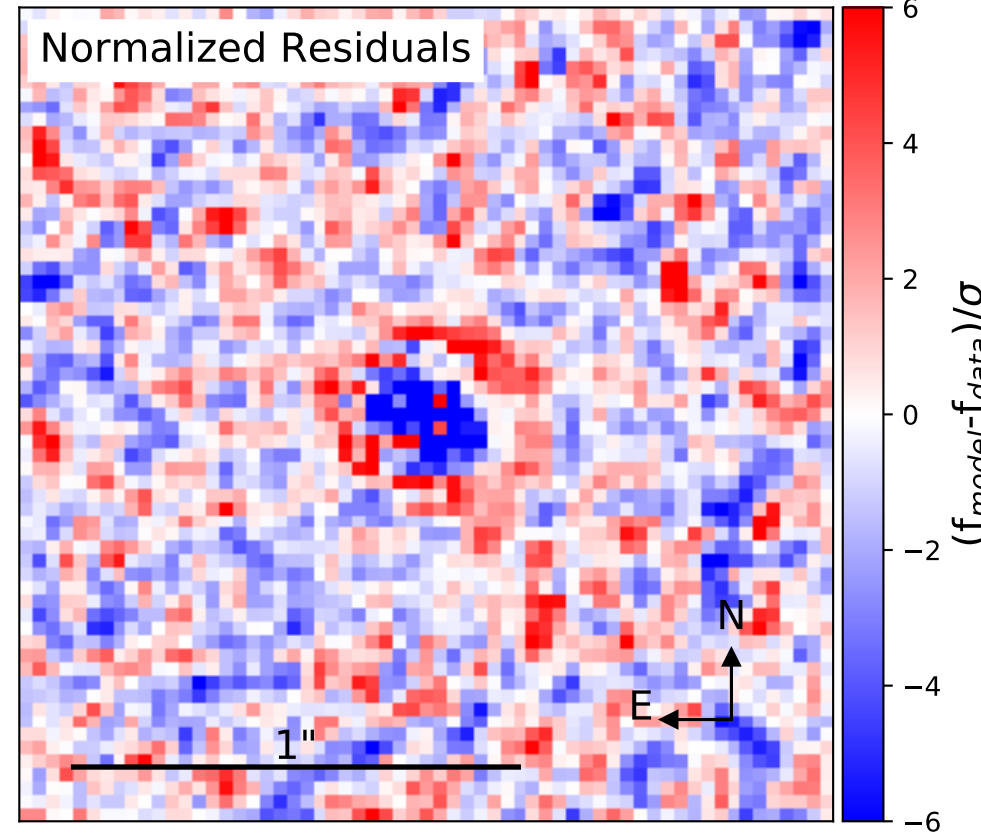 Normalized Residuals
6
4
2
0
−2
−4
−6
(f_model-f_data)/σ
N
E
1"